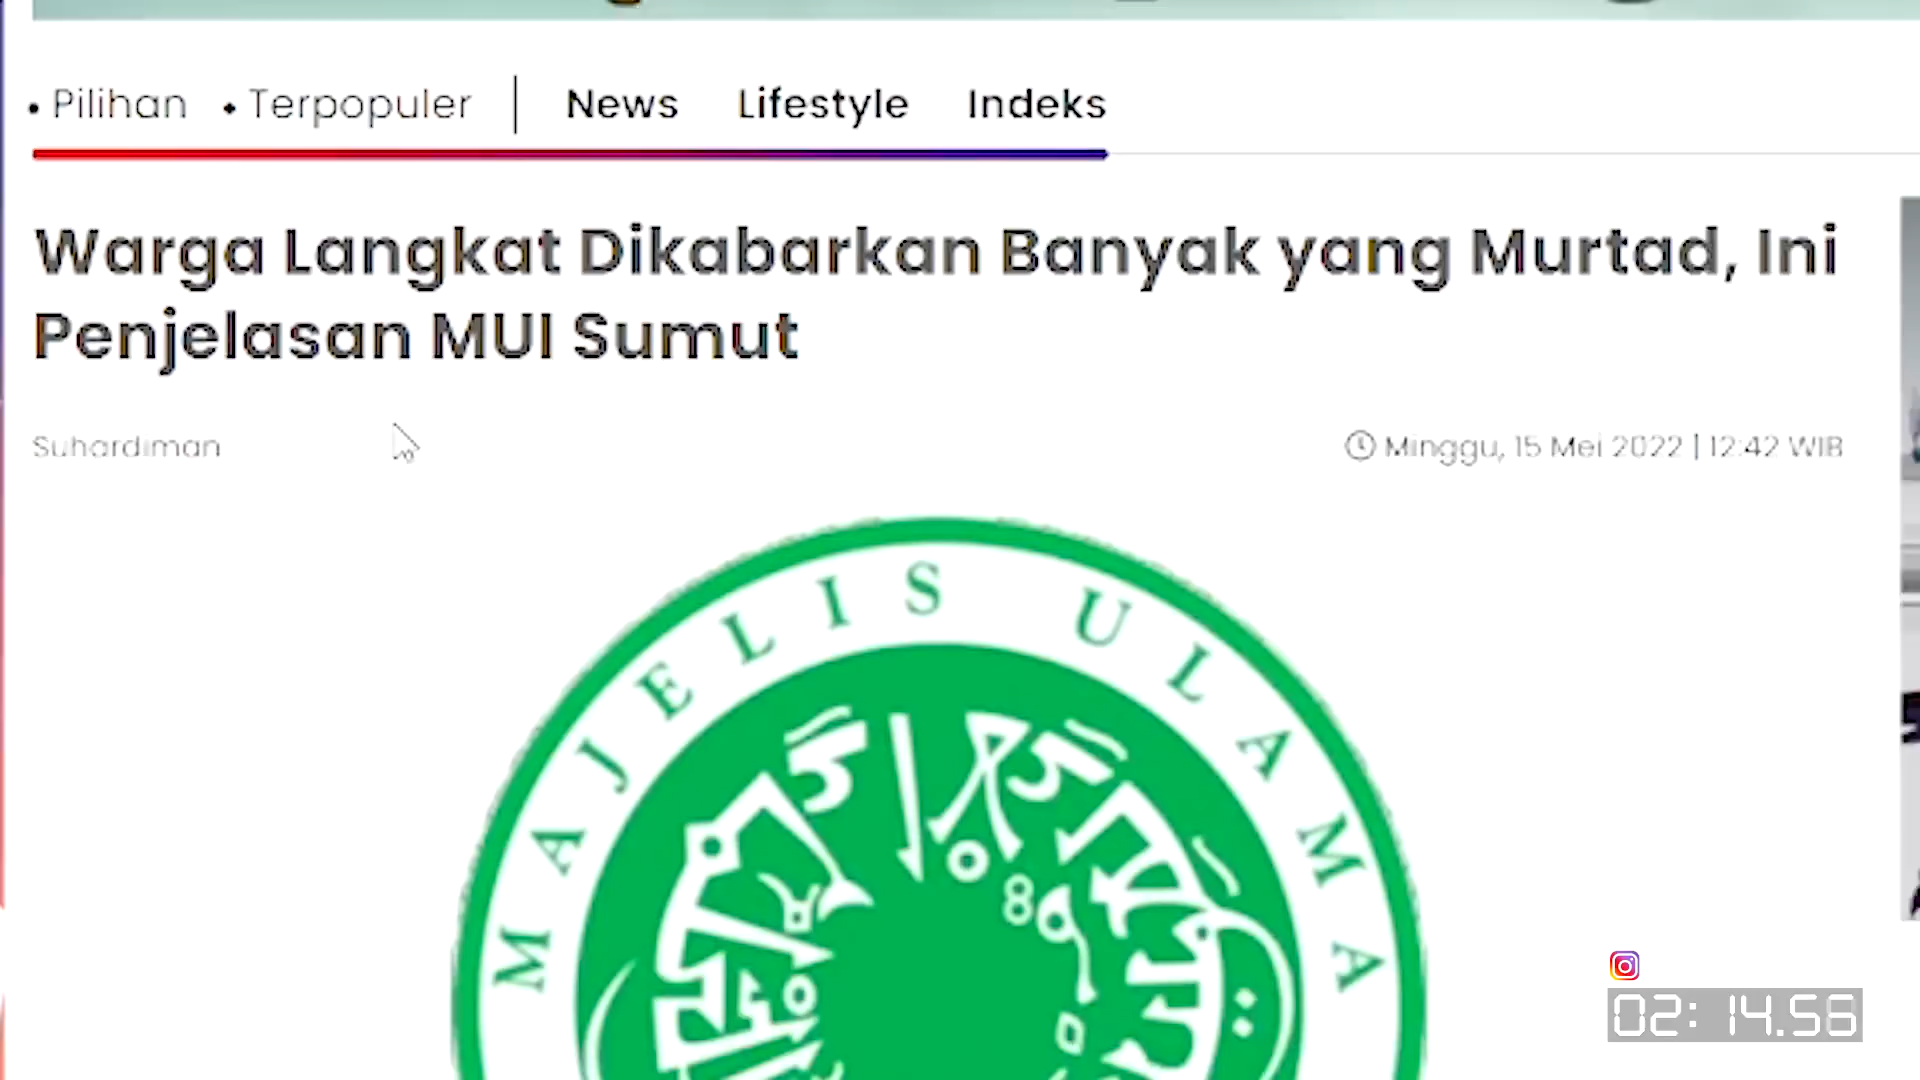 • Pilihan • Terpopuler | News Lifestyle Indeks
Warga Langkat Dikabarkan Banyak yang Murtad, Ini
Penjelasan MUI Sumut
Suhardiman
Minggu, 15 Mei 2022 | 12:42 WIB
MAJELIS ULAMA
02:14.56